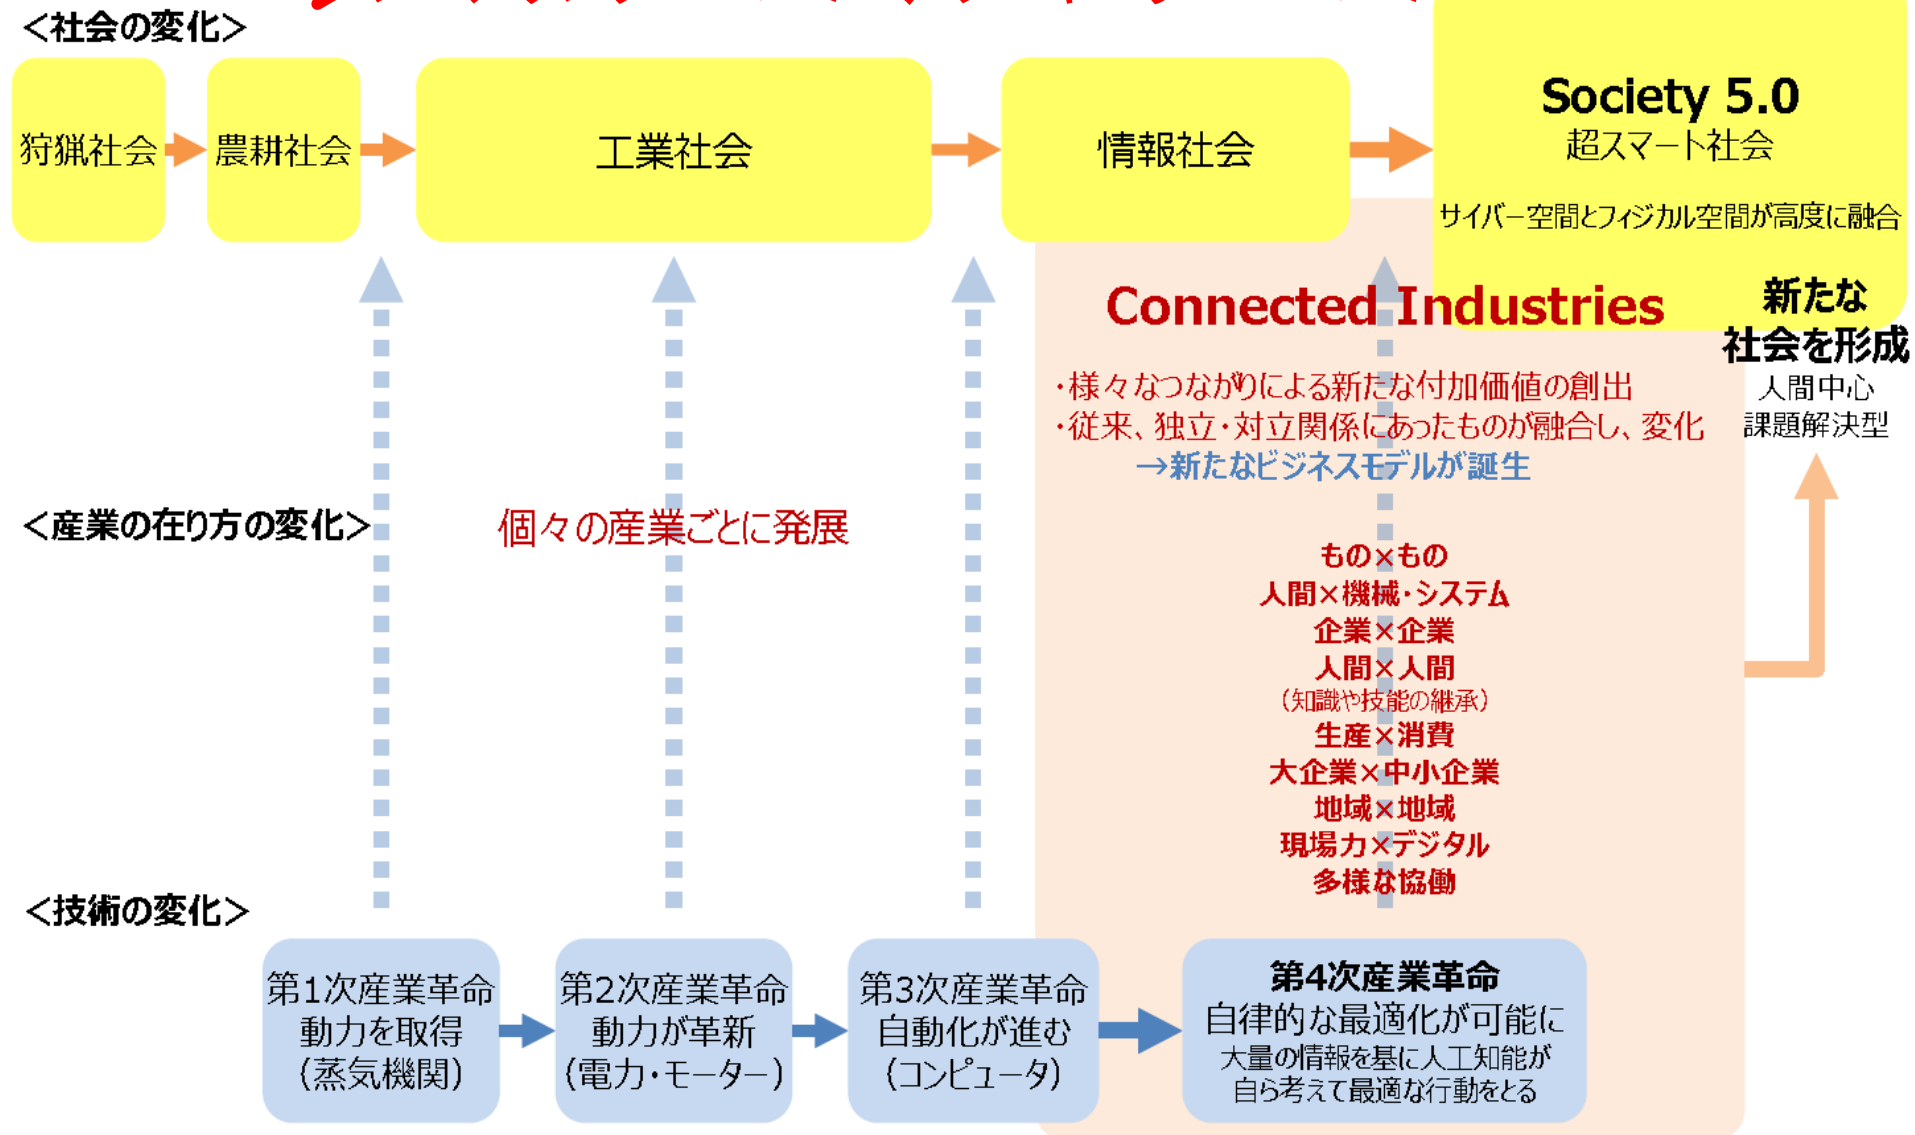 ＜社会の変化＞
狩猟社会
農耕社会
工業社会
情報社会
Society 5.0
超スマート社会
サイバー空間とフィジカル空間が高度に融合
新たな
社会を形成
人間中心
課題解決型
Connected Industries
・様々なつながりによる新たな付加価値の創出
・従来、独立・対立関係にあったものが融合し、変化
→新たなビジネスモデルが誕生
＜産業の在り方の変化＞
個々の産業ごとに発展
もの×もの
人間×機械・システム
企業×企業
人間×人間
（知識や技能の継承）
生産×消費
大企業×中小企業
地域×地域
現場力×デジタル
多様な協働
＜技術の変化＞
第1次産業革命
動力を取得
(蒸気機関)
第2次産業革命
動力が革新
(電力・モーター)
第3次産業革命
自動化が進む
(コンピュータ)
第4次産業革命
自律的な最適化が可能に
大量の情報を基に人工知能が
自ら考えて最適な行動をとる